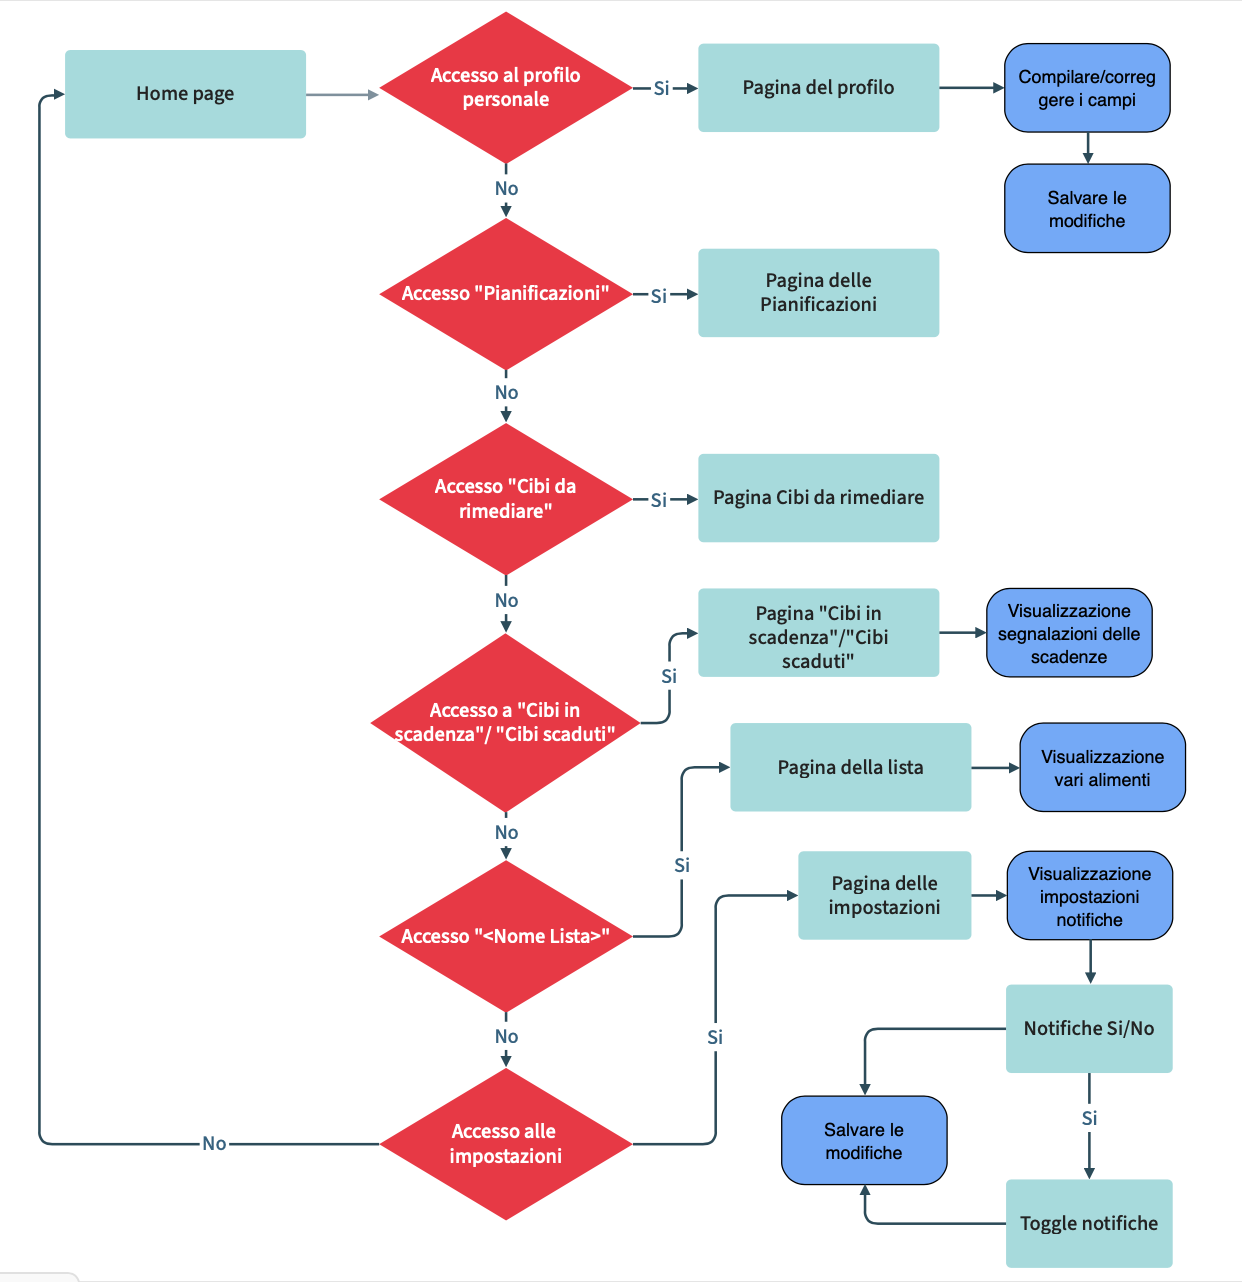 Home page
Accesso al profilo
personale
Si
Pagina del profilo
Compilare/correg
gere i campi
Salvare le
modifiche
No
Accesso "Pianificazioni"
Si
Pagina delle
Pianificazioni
No
Accesso "Cibi da
rimediare"
Si
Pagina Cibi da rimediare
No
Accesso a "Cibi in
scadenza"/ "Cibi scaduti"
Si
Pagina "Cibi in
scadenza"/"Cibi
scaduti"
Visualizzazione
segnalazioni delle
scadenze
No
Accesso "<Nome Lista>"
Si
Pagina della lista
Visualizzazione
vari alimenti
No
Accesso alle
impostazioni
No
Si
Pagina delle
impostazioni
Visualizzazione
impostazioni
notifiche
Notifiche Si/No
Si
Salvare le
modifiche
Toggle notifiche